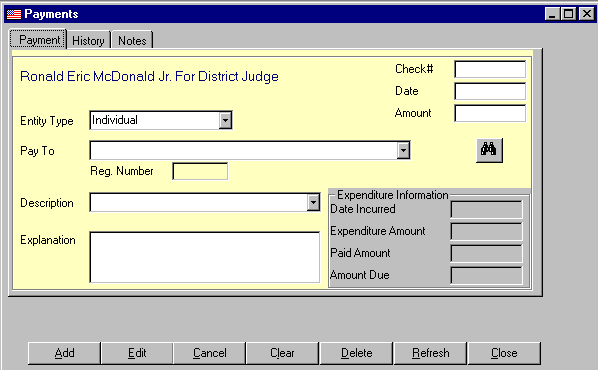 Payments
Payment History Notes
Ronald Eric McDonald Jr. For District Judge
Check#
Date
Amount
Entity Type Individual
Pay To
Reg. Number
Description
Explanation
Expenditure Information
Date Incurred
Expenditure Amount
Paid Amount
Amount Due
Add Edit Cancel Clear Delete Refresh Close